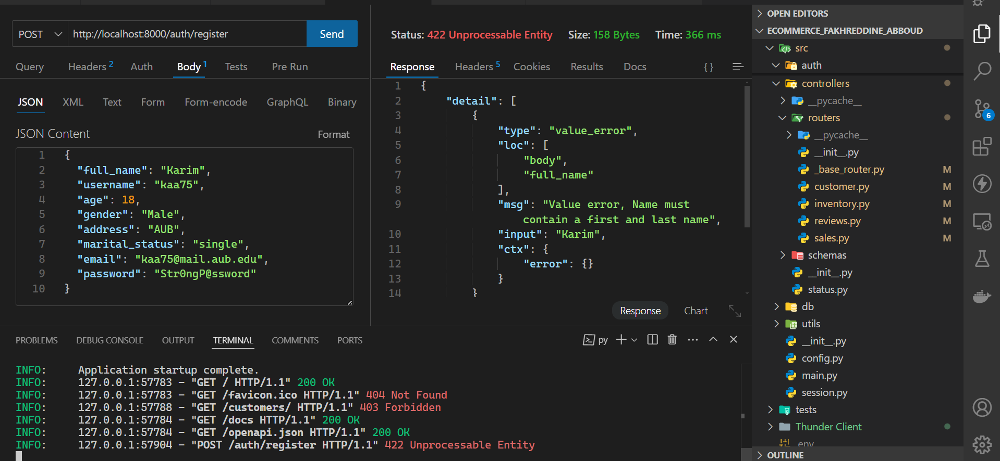 POST http://localhost:8000/auth/register Send
Query Headers 2 Auth Body 1 Tests Pre Run
JSON XML Text Form Form-encode GraphQL Binary
JSON Content Format
1 {
2 "full_name": "Karim",
3 "username": "kaa75",
4 "age": 18,
5 "gender": "Male",
6 "address": "AUB",
7 "marital_status": "single",
8 "email": "kaa75@mail.aub.edu",
9 "password": "Str0ngP@ssword"
10 }
Status: 422 Unprocessable Entity Size: 158 Bytes Time: 366 ms
Response Headers 5 Cookies Results Docs { }
1 {
2 "detail": [
3 {
4 "type": "value_error",
5 "loc": [
6 "body",
7 "full_name"
8 ],
9 "msg": "Value error, Name must
contain a first and last name",
10 "input": "Karim",
11 "ctx": {
12 "error": {}
13 }
14 }
Response Chart
PROBLEMS DEBUG CONSOLE OUTPUT TERMINAL COMMENTS PORTS py
INFO: Application startup complete.
INFO: 127.0.0.1:57783 - "GET / HTTP/1.1" 200 OK
INFO: 127.0.0.1:57783 - "GET /favicon.ico HTTP/1.1" 404 Not Found
INFO: 127.0.0.1:57788 - "GET /customers/ HTTP/1.1" 403 Forbidden
INFO: 127.0.0.1:57784 - "GET /docs HTTP/1.1" 200 OK
INFO: 127.0.0.1:57784 - "GET /openapi.json HTTP/1.1" 200 OK
INFO: 127.0.0.1:57904 - "POST /auth/register HTTP/1.1" 422 Unprocessable Entity
OPEN EDITORS
ECOMMERCE_FAKHREDDINE_ABBOUD
src
auth
controllers
__pycache__
routers
__pycache__
__init__.py
_base_router.py M
customer.py M
inventory.py M
reviews.py M
sales.py M
schemas
__init__.py
status.py
db
utils
__init__.py
config.py
main.py
session.py
tests
Thunder Client
.env
OUTLINE
6